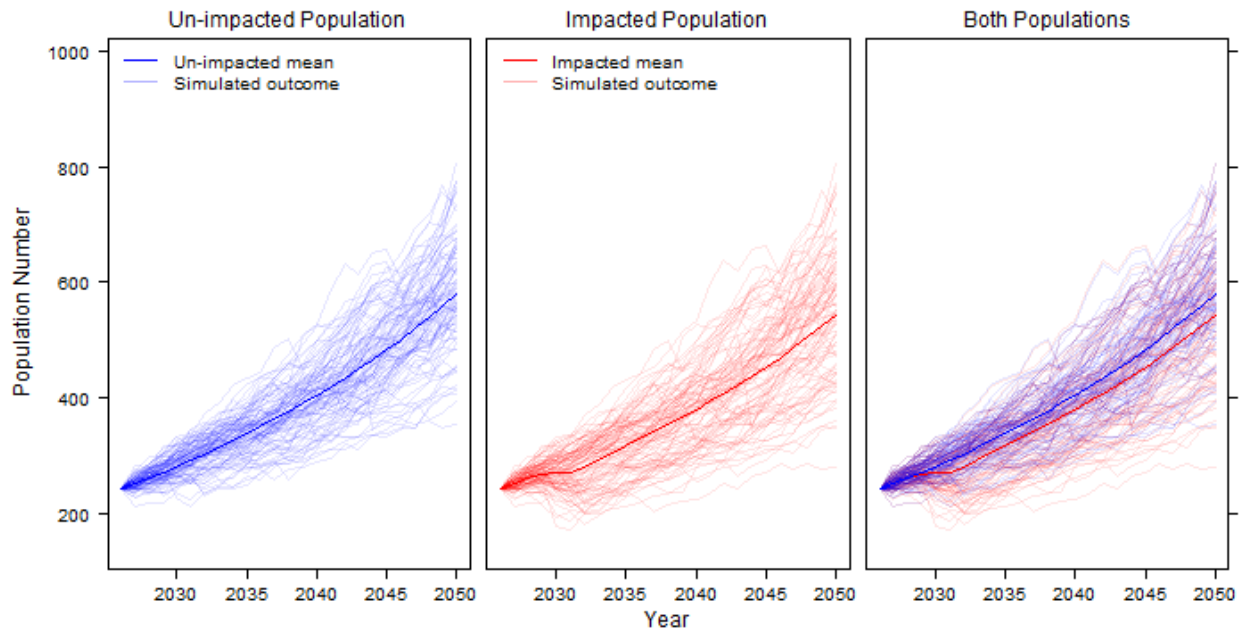 Un-impacted Population
Impacted Population
Both Populations
Un-impacted mean
Simulated outcome
Impacted mean
Simulated outcome
Population Number
1000
800
600
400
200
2030 2035 2040 2045 2050
2030 2035 2040 2045 2050
2030 2035 2040 2045 2050
Year